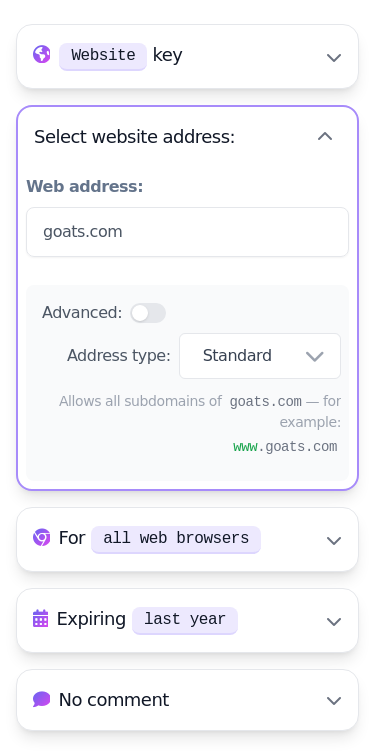 Website key
Select website address:
Web address:
goats.com
Advanced:
Address type: Standard
Allows all subdomains of goats.com — for
example:
www.goats.com
For all web browsers
Expiring last year
No comment